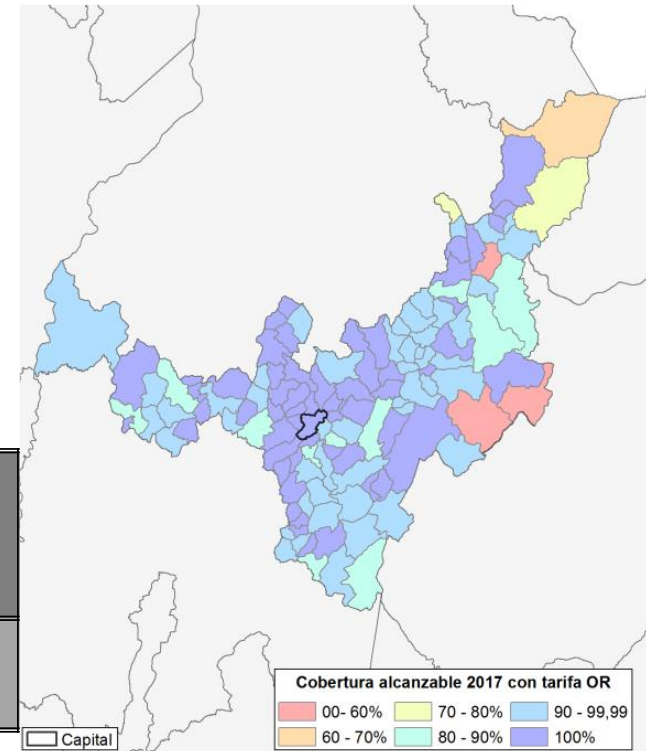 Cobertura alcanzable 2017 con tarifa OR
00- 60% 70 - 80% 90 - 99,99
60 - 70% 80 - 90% 100%
Capital